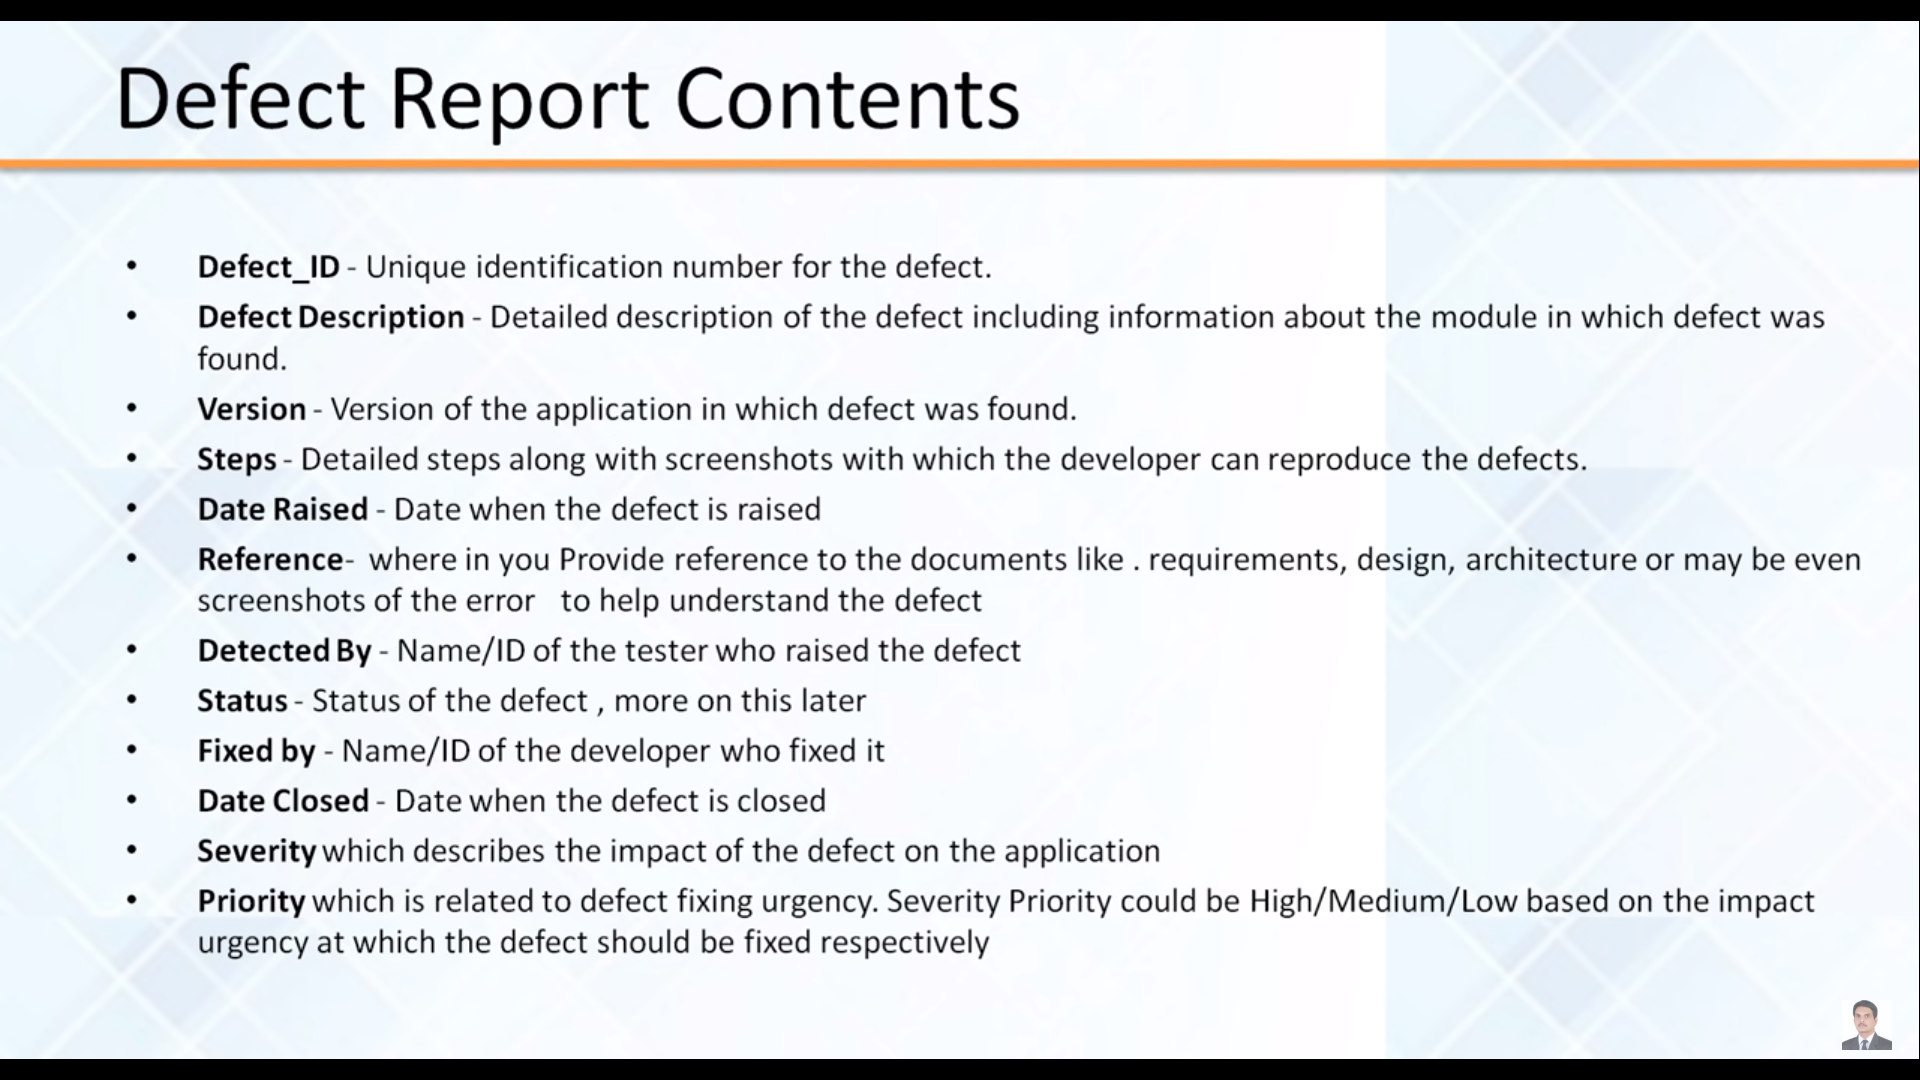 Defect Report Contents
• Defect_ID - Unique identification number for the defect.
• Defect Description - Detailed description of the defect including information about the module in which defect was
found.
• Version - Version of the application in which defect was found.
• Steps - Detailed steps along with screenshots with which the developer can reproduce the defects.
• Date Raised - Date when the defect is raised
• Reference- where in you Provide reference to the documents like . requirements, design, architecture or may be even
screenshots of the error to help understand the defect
• Detected By - Name/ID of the tester who raised the defect
• Status - Status of the defect , more on this later
• Fixed by - Name/ID of the developer who fixed it
• Date Closed - Date when the defect is closed
• Severity which describes the impact of the defect on the application
• Priority which is related to defect fixing urgency. Severity Priority could be High/Medium/Low based on the impact
urgency at which the defect should be fixed respectively